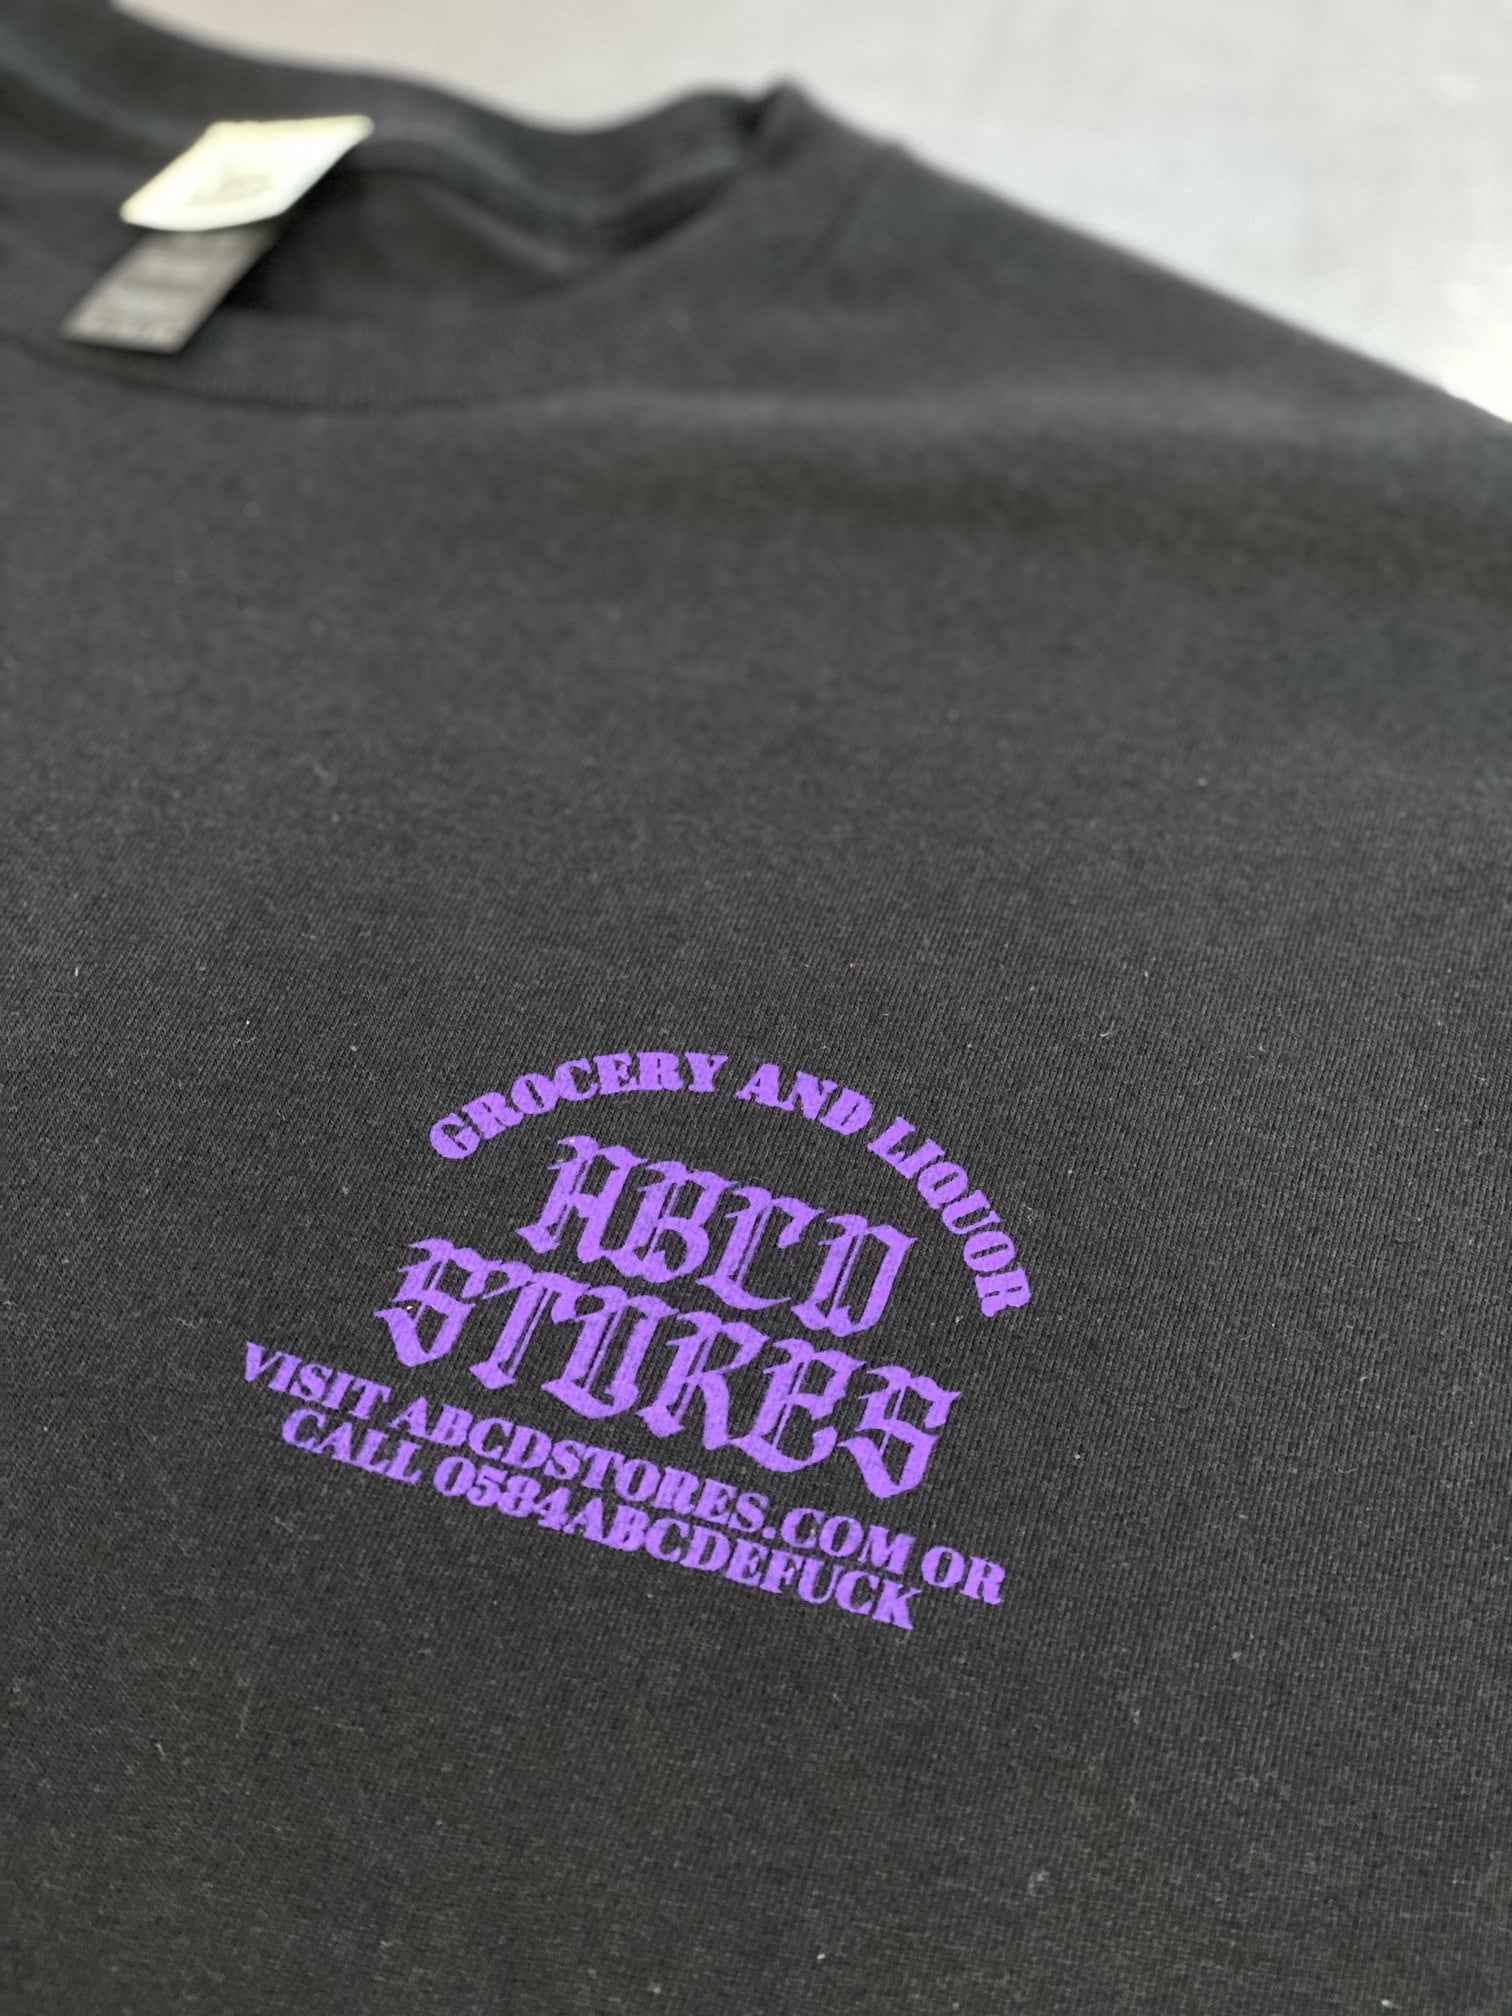 GROCERY AND LIQUOR
ABCD
STORES
VISIT ABCDSTORES.COM OR
CALL 0584ABCDEFUCK